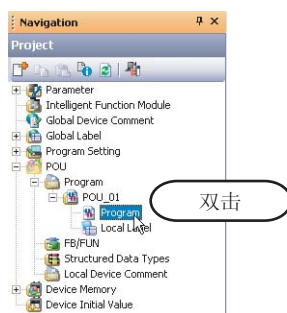 Navigation
Project
Parameter
Intelligent Function Module
Global Device Comment
Global Label
Program Setting
POU
Program
POU_01
Program
双击
Local Label
FB/FUN
Structured Data Types
Local Device Comment
Device Memory
Device Initial Value